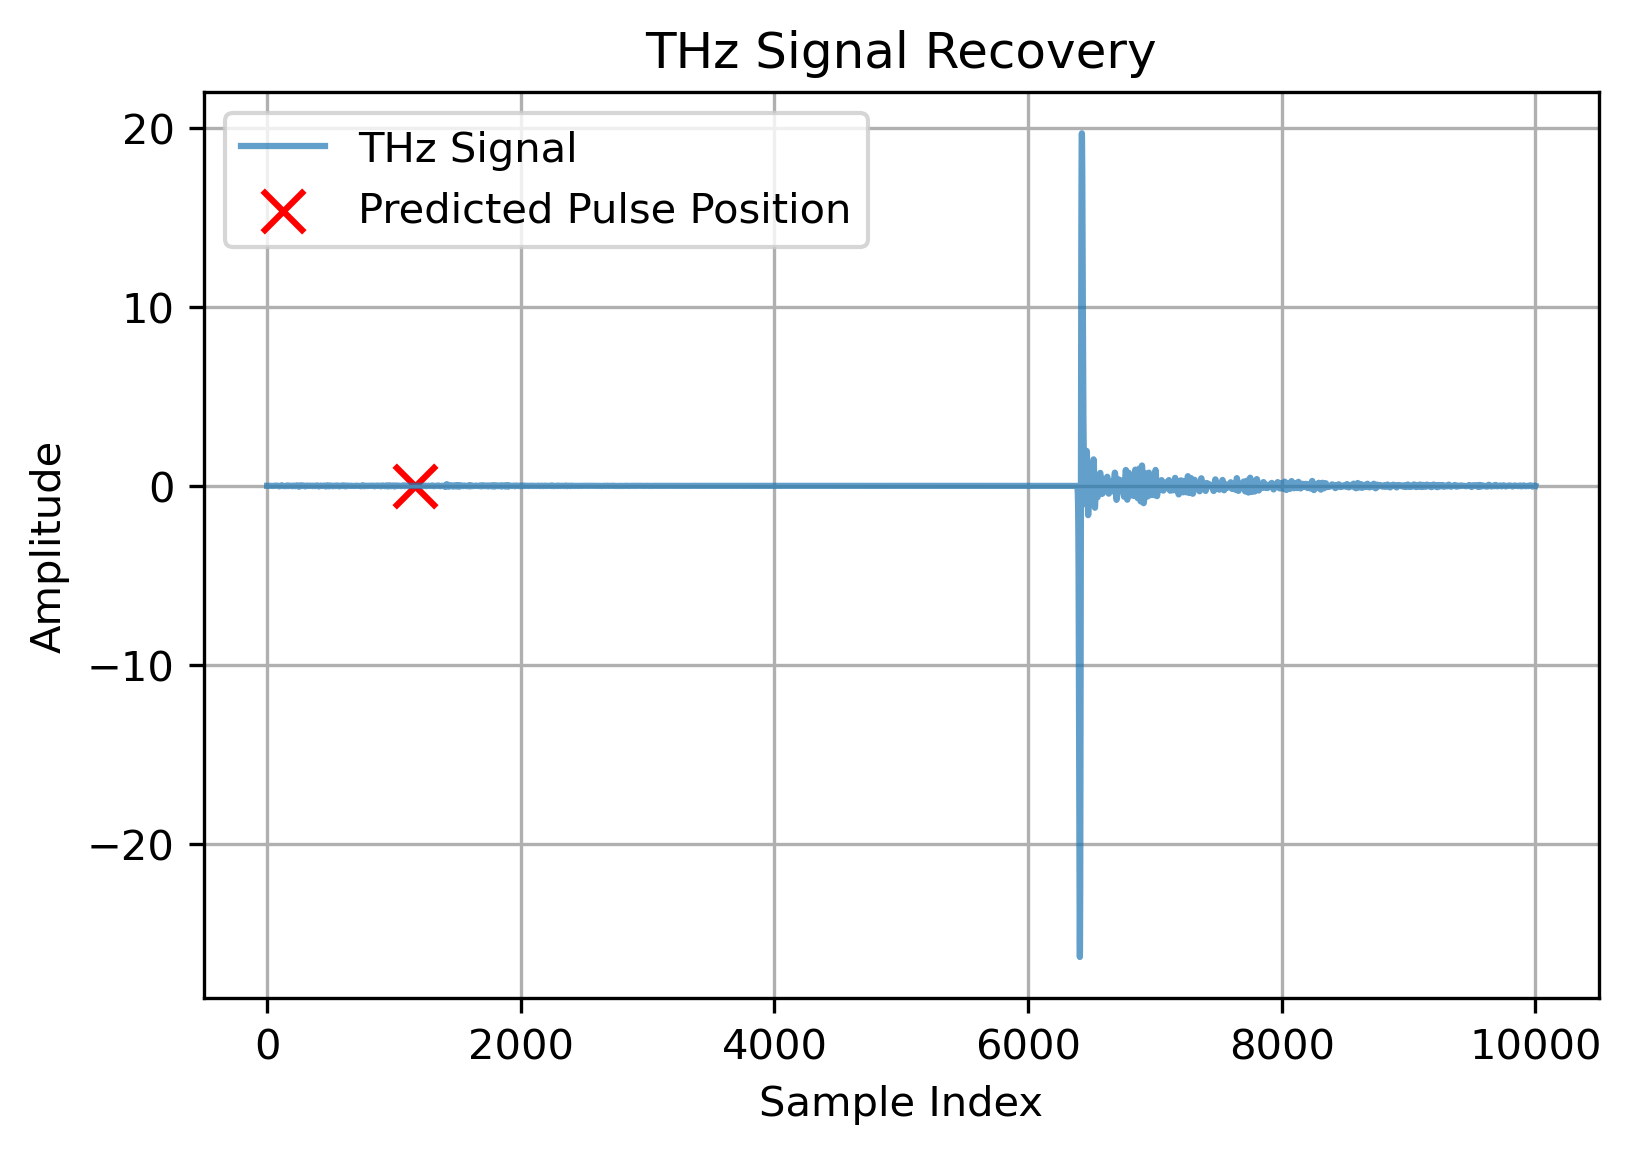 THz Signal Recovery
THz Signal
Predicted Pulse Position
20
10
0
−10
−20
Amplitude
0 2000 4000 6000 8000 10000
Sample Index